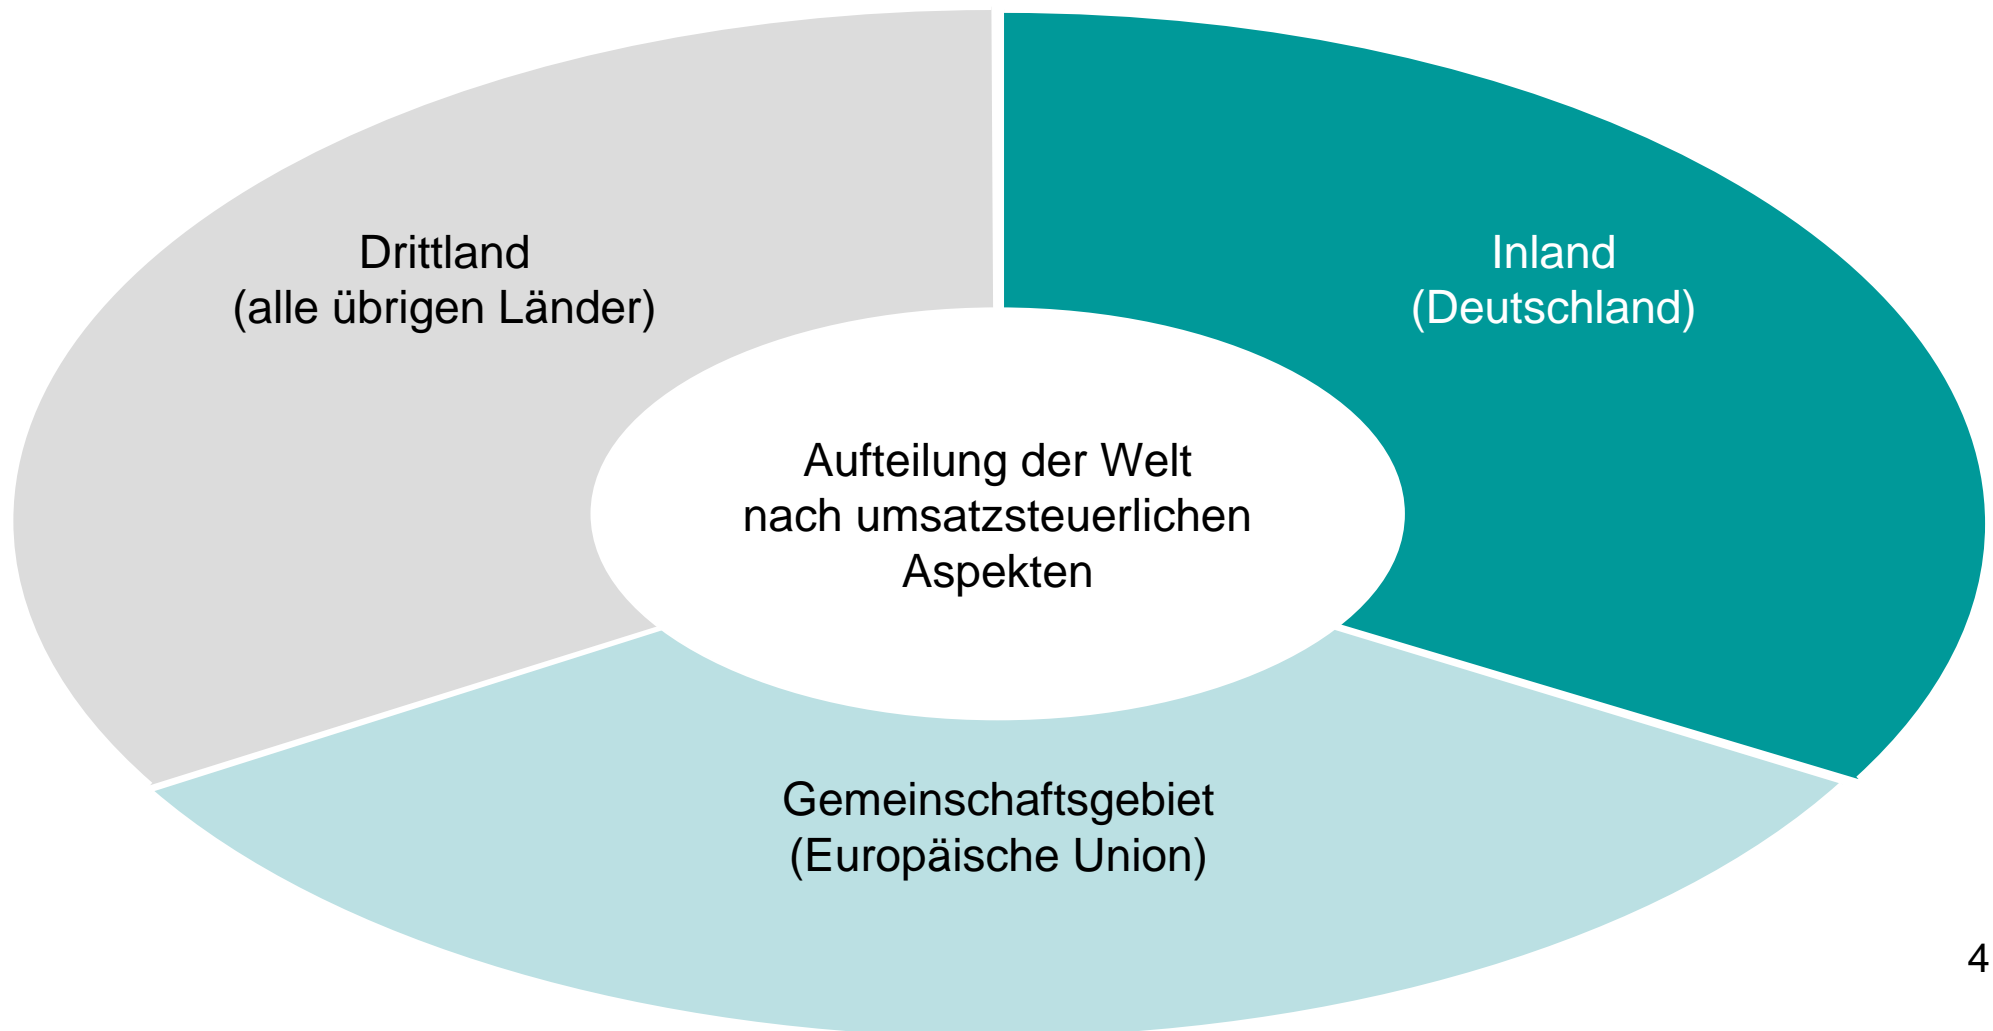 Drittland
(alle übrigen Länder)
Inland
(Deutschland)
Aufteilung der Welt
nach umsatzsteuerlichen
Aspekten
Gemeinschaftsgebiet
(Europäische Union)
4